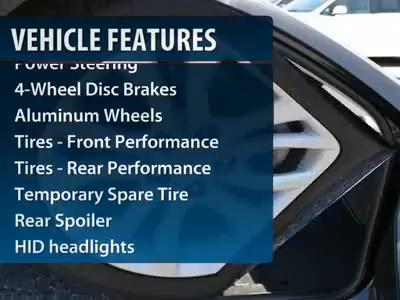 VEHICLE FEATURES
Power Steering
4-Wheel Disc Brakes
Aluminum Wheels
Tires - Front Performance
Tires - Rear Performance
Temporary Spare Tire
Rear Spoiler
HID headlights